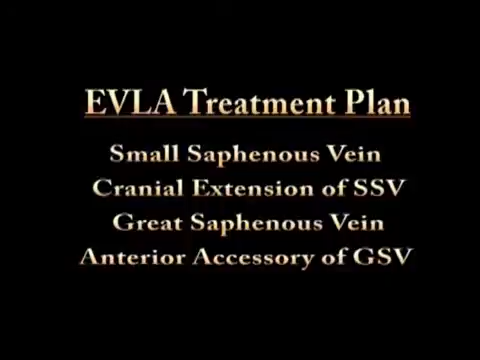 EVLA Treatment Plan
Small Saphenous Vein
Cranial Extension of SSV
Great Saphenous Vein
Anterior Accessory of GSV